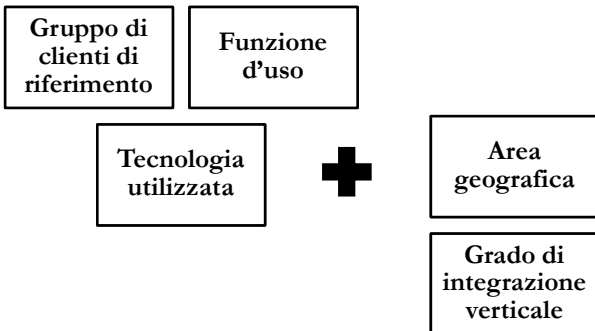 Gruppo di
clienti di
riferimento
Funzione
d’uso
Tecnologia
utilizzata
Area
geografica
Grado di
integrazione
verticale